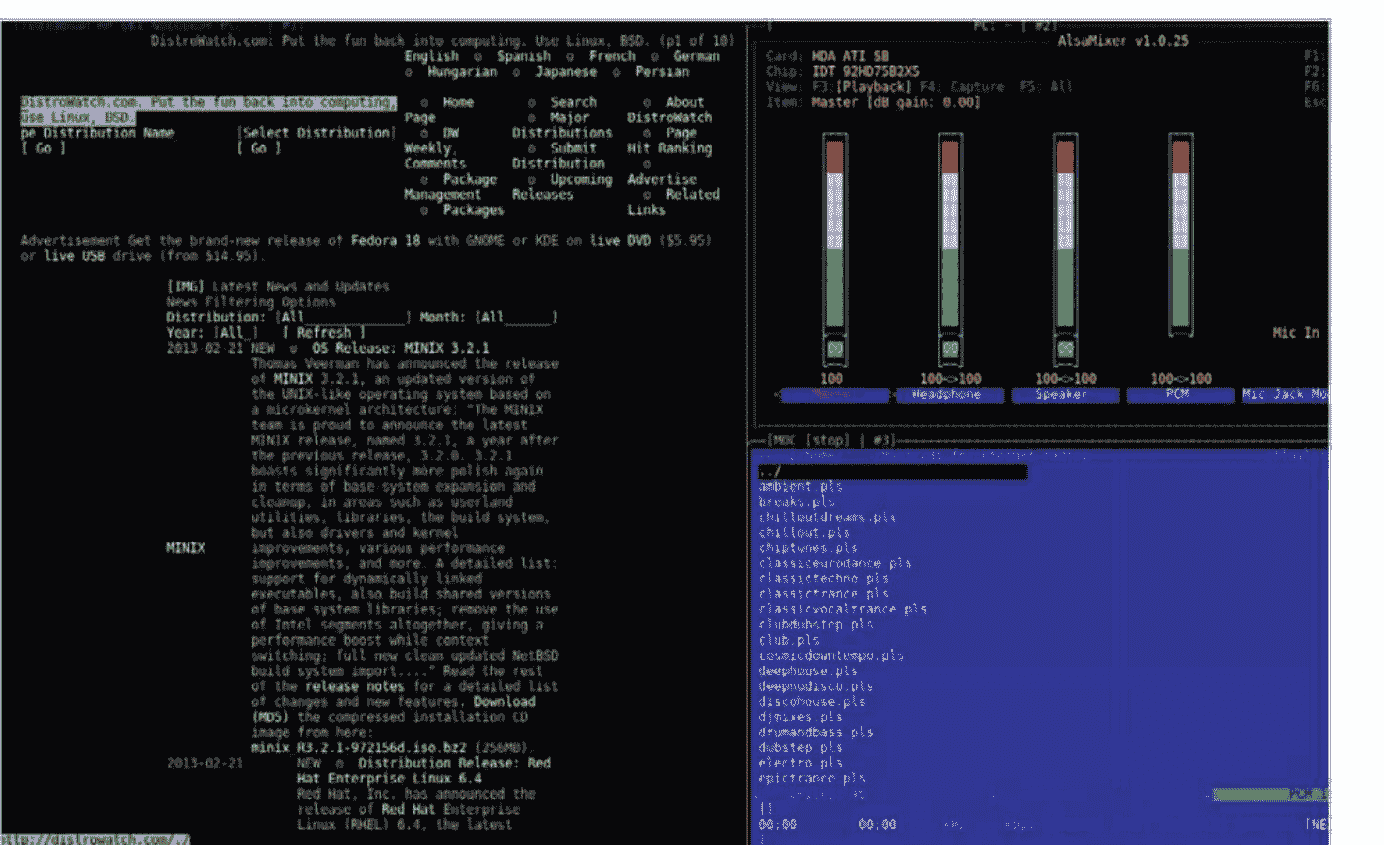 PC: ~ | #2]
DistroWatch.com: Put the fun back into computing. Use Linux, BSD. (p1 of 10)
English o Spanish o French o German
o Hungarian o Japanese o Persian
DistroWatch.com. Put the fun back into computing.
Use Linux, BSD.
pe Distribution Name [Select Distribution]
[ Go ] [ Go ]
o Home o Search o About
Page o Major DistroWatch
o DW Distributions o Page
Weekly, o Submit Hit Ranking
Comments Distribution o
o Package o Upcoming Advertise
Management Releases o Related
o Packages Links
Advertisement Get the brand-new release of Fedora 18 with GNOME or KDE on live DVD ($5.95)
or live USB drive (from $14.95).
[IMG] Latest News and Updates
News Filtering Options
Distribution: [All_____________] Month: [All______]
Year: [All_] [ Refresh ]
2013-02-21 NEW o OS Release: MINIX 3.2.1
Thomas Veerman has announced the release
of MINIX 3.2.1, an updated version of
the UNIX-like operating system based on
a microkernel architecture: "The MINIX
team is proud to announce the latest
MINIX release, named 3.2.1, a year after
the previous release, 3.2.0. 3.2.1
boasts significantly more polish again
in terms of base system expansion and
cleanup, in areas such as userland
utilities, libraries, the build system,
but also drivers and kernel
MINIX improvements, various performance
improvements, and more. A detailed list:
support for dynamically linked
executables, also build shared versions
of base system libraries; remove the use
of Intel segments altogether, giving a
performance boost while context
switching; full new clean updated NetBSD
build system import...." Read the rest
of the release notes for a detailed list
of changes and new features. Download
(MD5) the compressed installation CD
image from here:
minix R3.2.1-972156d.iso.bz2 (256MB).
2013-02-21 NEW o Distribution Release: Red
Hat Enterprise Linux 6.4
Red Hat, Inc. has announced the
release of Red Hat Enterprise
Linux (RHEL) 6.4, the latest
http://distrowatch.com/./
AlsaMixer v1.0.25
Card: HDA ATI SB F1:
Chip: IDT 92HD75B2X5 F2:
View: F3:[Playback] F4: Capture F5: All F6:
Item: Master [dB gain: 0.00] Esc
Mic In
100 100<>100 100<>100 100<>100
Headphone Speaker PCM Mic Jack Mo
[MOC [stop] | #3]
../
ambient.pls
breaks.pls
chilloutdreams.pls
chillout.pls
chiptunes.pls
classiceurodance.pls
classictechno.pls
classictrance.pls
classicvocaltrance.pls
clubdubstep.pls
club.pls
cosmicdowntempo.pls
deephouse.pls
deepnudisco.pls
discohouse.pls
djmixes.pls
drumandbass.pls
dubstep.pls
electro.pls
epictrance.pls
PCM
00:00 00:00 [NE